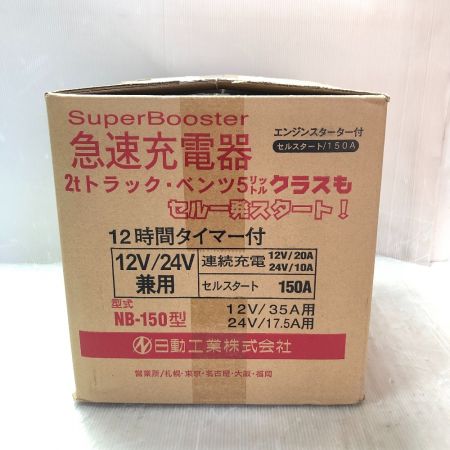 SuperBooster
急速充電器
エンジンスターター付
セルスタート/150A
2tトラック・ベンツ5リットルクラスも
セル一発スタート!
12時間タイマー付
12V/24V兼用
連続充電 12V/20A 24V/10A
セルスタート 150A
型式 NB-150型
12V/35A用
24V/17.5A用
日動工業株式会社
営業所/札幌・東京・名古屋・大阪・福岡